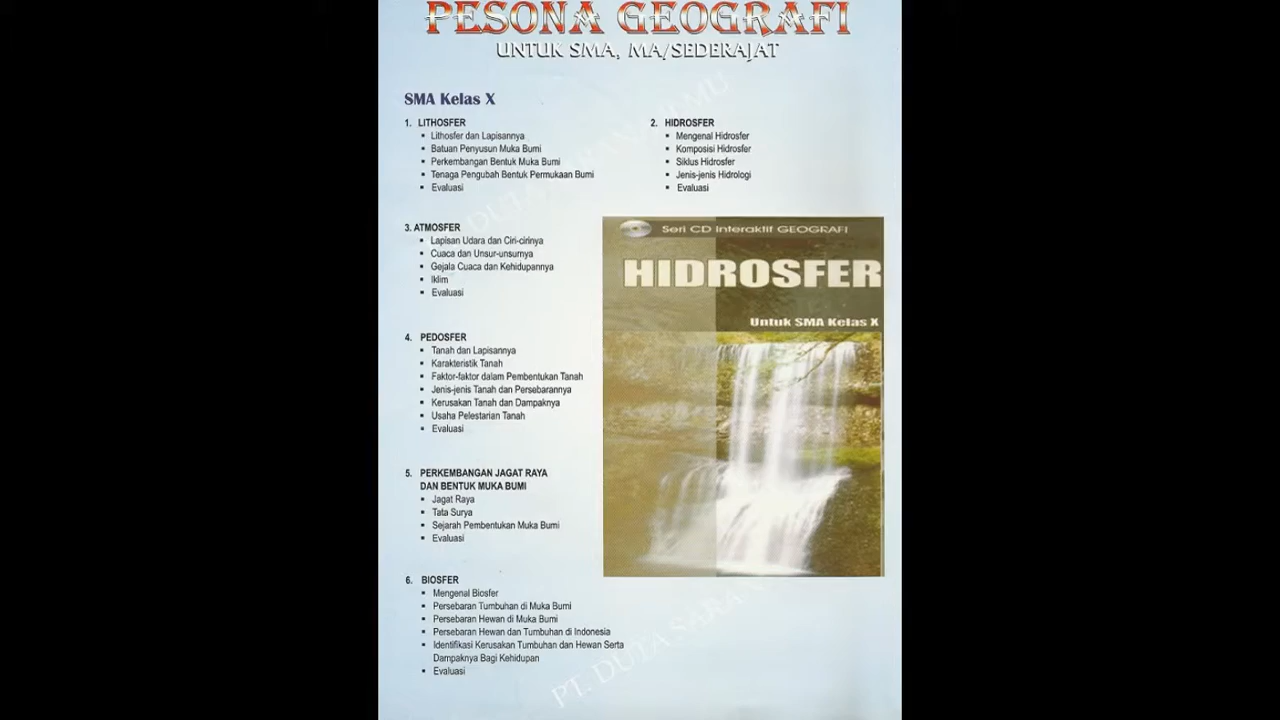 PESONA GEOGRAFI
UNTUK SMA, MA/SEDERAJAT
SMA Kelas X
1. LITHOSFER
▪ Lithosfer dan Lapisannya
▪ Batuan Penyusun Muka Bumi
▪ Perkembangan Bentuk Muka Bumi
▪ Tenaga Pengubah Bentuk Permukaan Bumi
▪ Evaluasi
2. HIDROSFER
▪ Mengenal Hidrosfer
▪ Komposisi Hidrosfer
▪ Siklus Hidrosfer
▪ Jenis-jenis Hidrologi
▪ Evaluasi
3. ATMOSFER
▪ Lapisan Udara dan Ciri-cirinya
▪ Cuaca dan Unsur-unsurnya
▪ Gejala Cuaca dan Kehidupannya
▪ Iklim
▪ Evaluasi
Seri CD Interaktif GEOGRAFI
HIDROSFER
Untuk SMA Kelas X
4. PEDOSFER
▪ Tanah dan Lapisannya
▪ Karakteristik Tanah
▪ Faktor-faktor dalam Pembentukan Tanah
▪ Jenis-jenis Tanah dan Persebarannya
▪ Kerusakan Tanah dan Dampaknya
▪ Usaha Pelestarian Tanah
▪ Evaluasi
5. PERKEMBANGAN JAGAT RAYA
DAN BENTUK MUKA BUMI
▪ Jagat Raya
▪ Tata Surya
▪ Sejarah Pembentukan Muka Bumi
▪ Evaluasi
6. BIOSFER
▪ Mengenal Biosfer
▪ Persebaran Tumbuhan di Muka Bumi
▪ Persebaran Hewan di Muka Bumi
▪ Persebaran Hewan dan Tumbuhan di Indonesia
▪ Identifikasi Kerusakan Tumbuhan dan Hewan Serta
Dampaknya Bagi Kehidupan
▪ Evaluasi
PT. DUTA